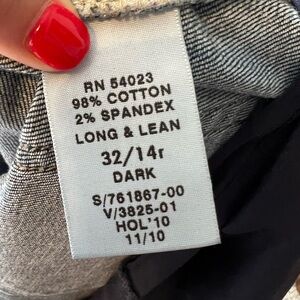 RN 54023
98% COTTON
2% SPANDEX
LONG & LEAN
32/14r
DARK
S/761867-00
V/3825-01
HOL'10
11/10